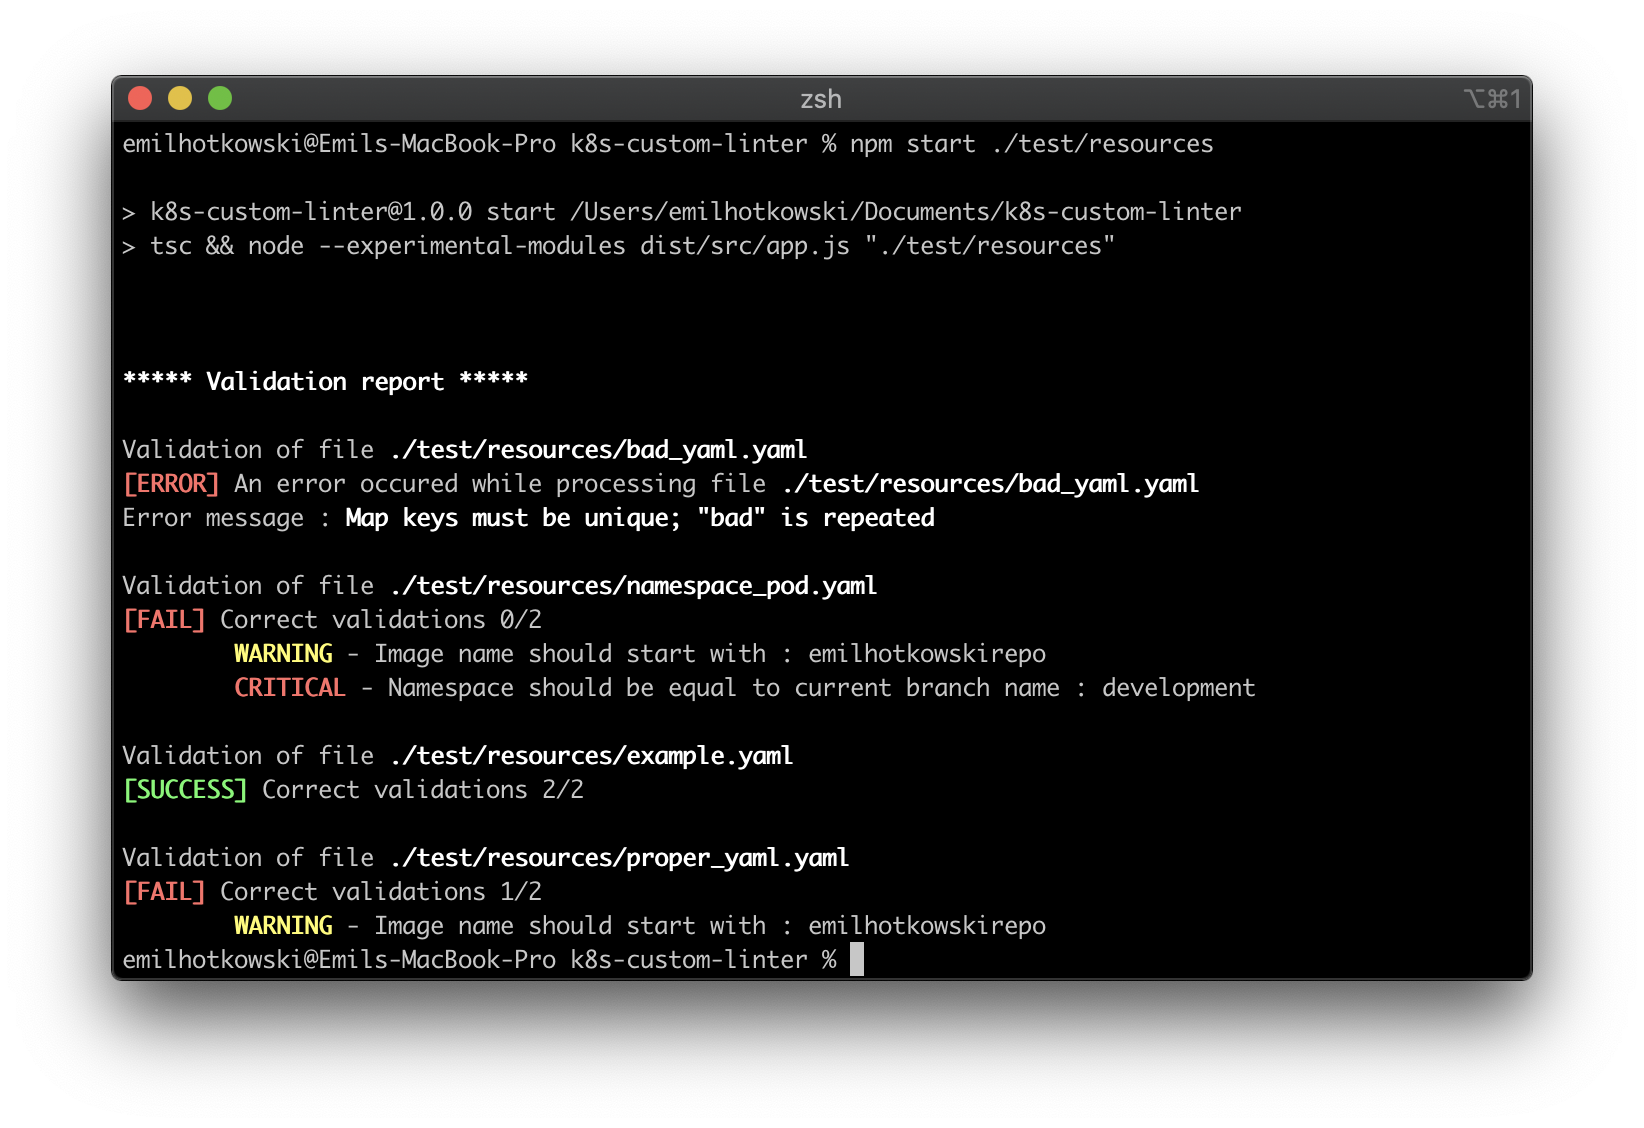 zsh
⌥⌘1
emilhotkowski@Emils-MacBook-Pro k8s-custom-linter % npm start ./test/resources
> k8s-custom-linter@1.0.0 start /Users/emilhotkowski/Documents/k8s-custom-linter
> tsc && node --experimental-modules dist/src/app.js "./test/resources"
***** Validation report *****
Validation of file ./test/resources/bad_yaml.yaml
[ERROR] An error occured while processing file ./test/resources/bad_yaml.yaml
Error message : Map keys must be unique; "bad" is repeated
Validation of file ./test/resources/namespace_pod.yaml
[FAIL] Correct validations 0/2
WARNING - Image name should start with : emilhotkowskirepo
CRITICAL - Namespace should be equal to current branch name : development
Validation of file ./test/resources/example.yaml
[SUCCESS] Correct validations 2/2
Validation of file ./test/resources/proper_yaml.yaml
[FAIL] Correct validations 1/2
WARNING - Image name should start with : emilhotkowskirepo
emilhotkowski@Emils-MacBook-Pro k8s-custom-linter %